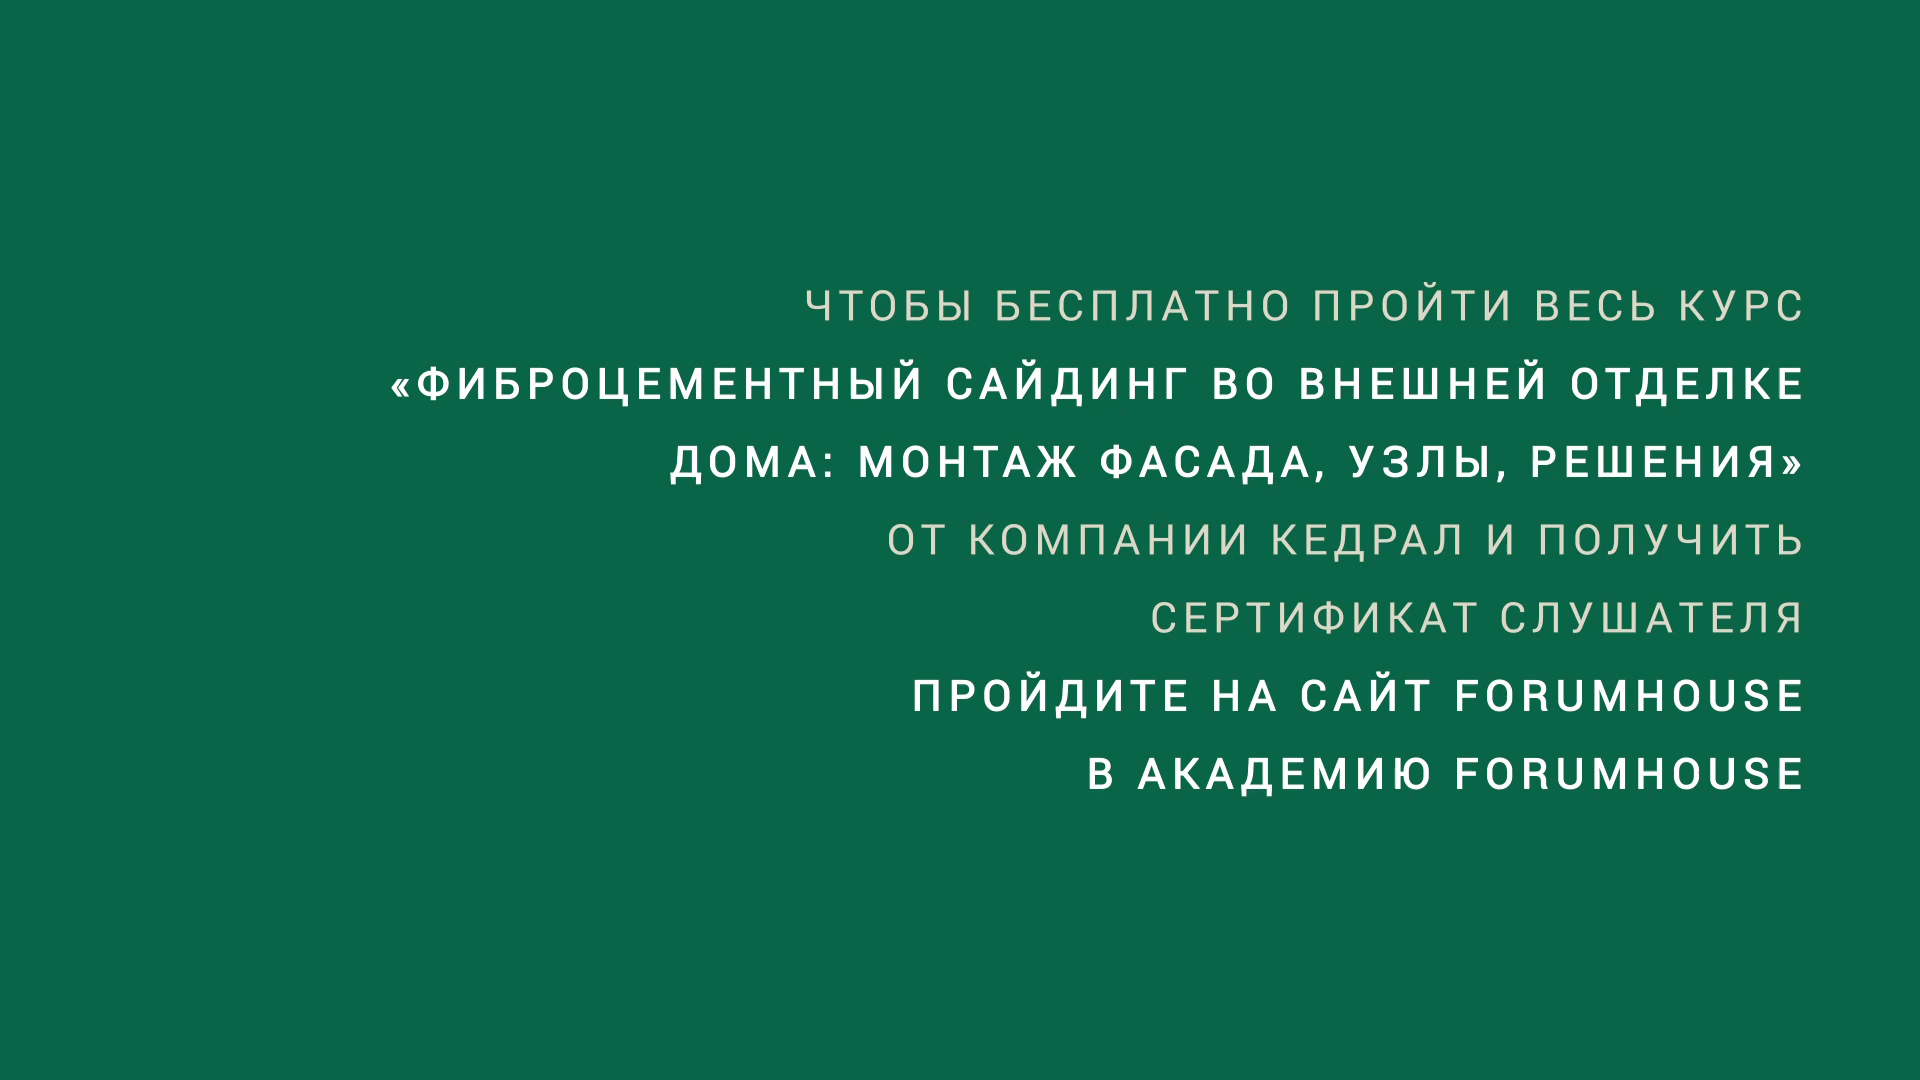 ЧТОБЫ БЕСПЛАТНО ПРОЙТИ ВЕСЬ КУРС
«ФИБРОЦЕМЕНТНЫЙ САЙДИНГ ВО ВНЕШНЕЙ ОТДЕЛКЕ
ДОМА: МОНТАЖ ФАСАДА, УЗЛЫ, РЕШЕНИЯ»
ОТ КОМПАНИИ КЕДРАЛ И ПОЛУЧИТЬ
СЕРТИФИКАТ СЛУШАТЕЛЯ
ПРОЙДИТЕ НА САЙТ FORUMHOUSE
В АКАДЕМИЮ FORUMHOUSE